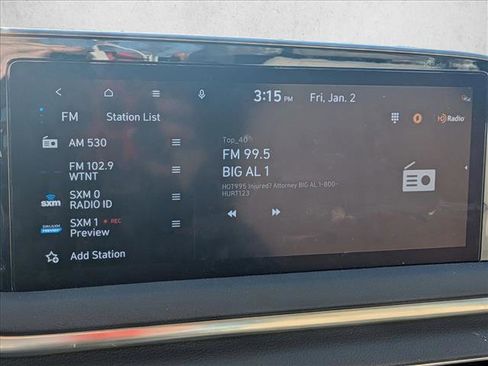 3:15 PM Fri, Jan. 2
FM Station List
HD Radio
AM 530
FM 102.9
WTNT
sxm SXM 0
RADIO ID
SXM 1 REC
Preview
Add Station
Top_40
FM 99.5
BIG AL 1
HOT995 Injured? Attorney BIG AL 1-800-
HURT123